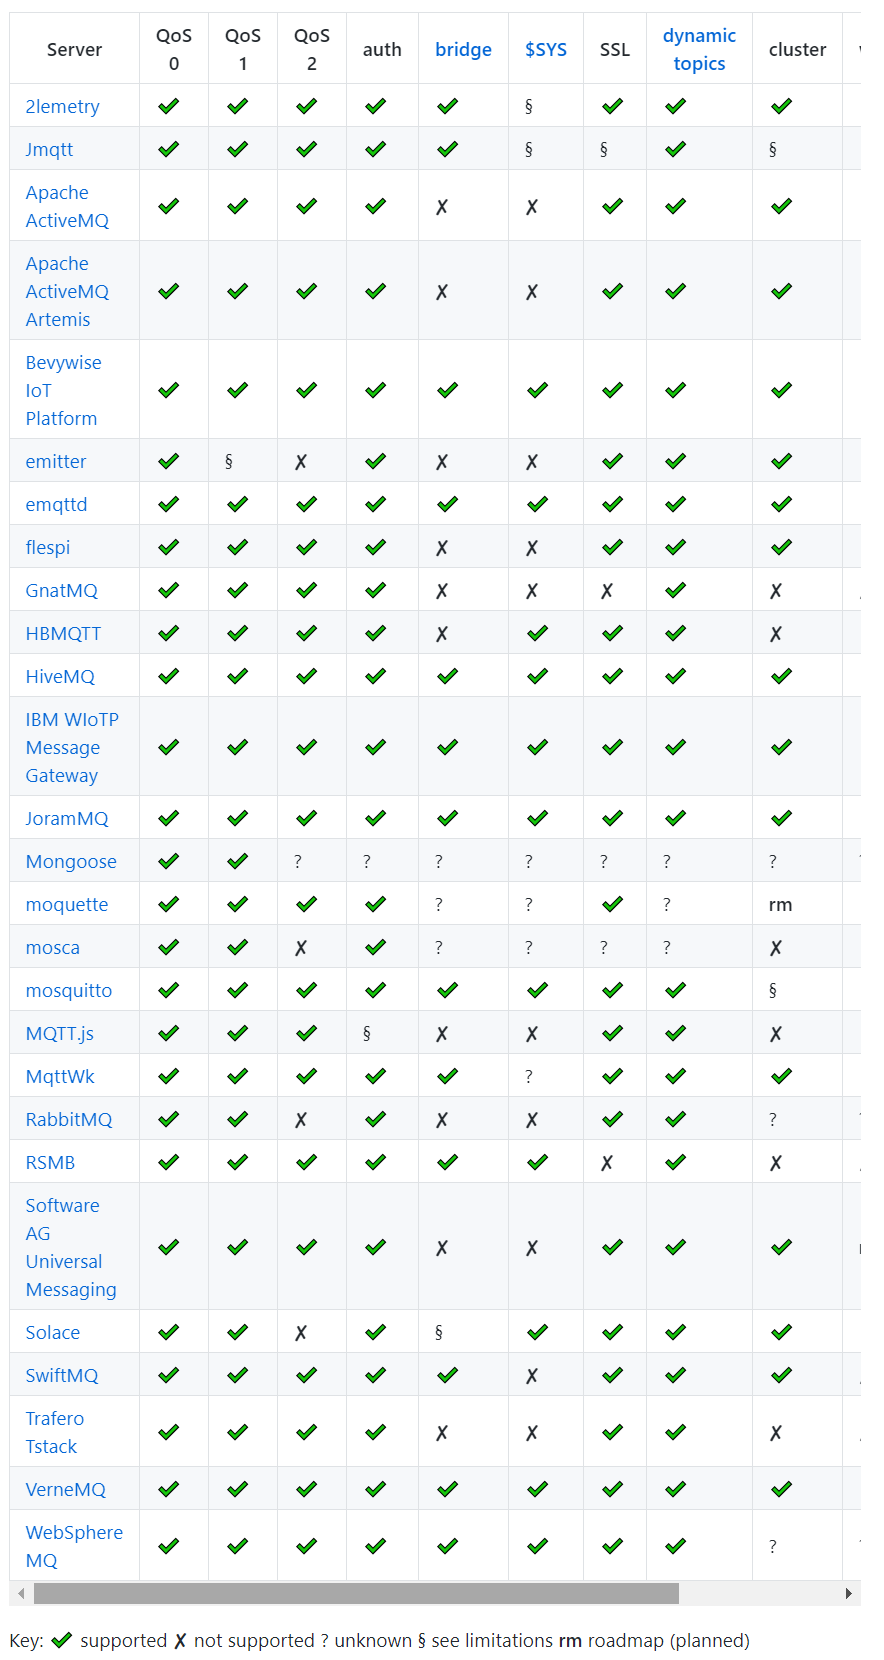 Server QoS 0 QoS 1 QoS 2 auth bridge $SYS SSL dynamic topics cluster
2lemetry ✔ ✔ ✔ ✔ ✔ § ✔ ✔ ✔
Jmqtt ✔ ✔ ✔ ✔ ✔ § § ✔ §
Apache ActiveMQ ✔ ✔ ✔ ✔ ✘ ✘ ✔ ✔ ✔
Apache ActiveMQ Artemis ✔ ✔ ✔ ✔ ✘ ✘ ✔ ✔ ✔
Bevywise IoT Platform ✔ ✔ ✔ ✔ ✔ ✔ ✔ ✔ ✔
emitter ✔ § ✘ ✔ ✘ ✘ ✔ ✔ ✔
emqttd ✔ ✔ ✔ ✔ ✔ ✔ ✔ ✔ ✔
flespi ✔ ✔ ✔ ✔ ✘ ✘ ✔ ✔ ✔
GnatMQ ✔ ✔ ✔ ✔ ✘ ✘ ✘ ✔ ✘
HBMQTT ✔ ✔ ✔ ✔ ✘ ✔ ✔ ✔ ✘
HiveMQ ✔ ✔ ✔ ✔ ✔ ✔ ✔ ✔ ✔
IBM WIoTP Message Gateway ✔ ✔ ✔ ✔ ✔ ✔ ✔ ✔ ✔
JoramMQ ✔ ✔ ✔ ✔ ✔ ✔ ✔ ✔ ✔
Mongoose ✔ ✔ ? ? ? ? ? ? ?
moquette ✔ ✔ ✔ ✔ ? ? ✔ ? rm
mosca ✔ ✔ ✘ ✔ ? ? ? ? ✘
mosquitto ✔ ✔ ✔ ✔ ✔ ✔ ✔ ✔ §
MQTT.js ✔ ✔ ✔ § ✘ ✘ ✔ ✔ ✘
MqttWk ✔ ✔ ✔ ✔ ✔ ? ✔ ✔ ✔
RabbitMQ ✔ ✔ ✘ ✔ ✘ ✘ ✔ ✔ ?
RSMB ✔ ✔ ✔ ✔ ✔ ✔ ✘ ✔ ✘
Software AG Universal Messaging ✔ ✔ ✔ ✔ ✘ ✘ ✔ ✔ ✔
Solace ✔ ✔ ✘ ✔ § ✔ ✔ ✔ ✔
SwiftMQ ✔ ✔ ✔ ✔ ✔ ✘ ✔ ✔ ✔
Trafero Tstack ✔ ✔ ✔ ✔ ✘ ✘ ✔ ✔ ✘
VerneMQ ✔ ✔ ✔ ✔ ✔ ✔ ✔ ✔ ✔
WebSphere MQ ✔ ✔ ✔ ✔ ✔ ✔ ✔ ✔ ?
Key: ✔ supported ✘ not supported ? unknown § see limitations rm roadmap (planned)